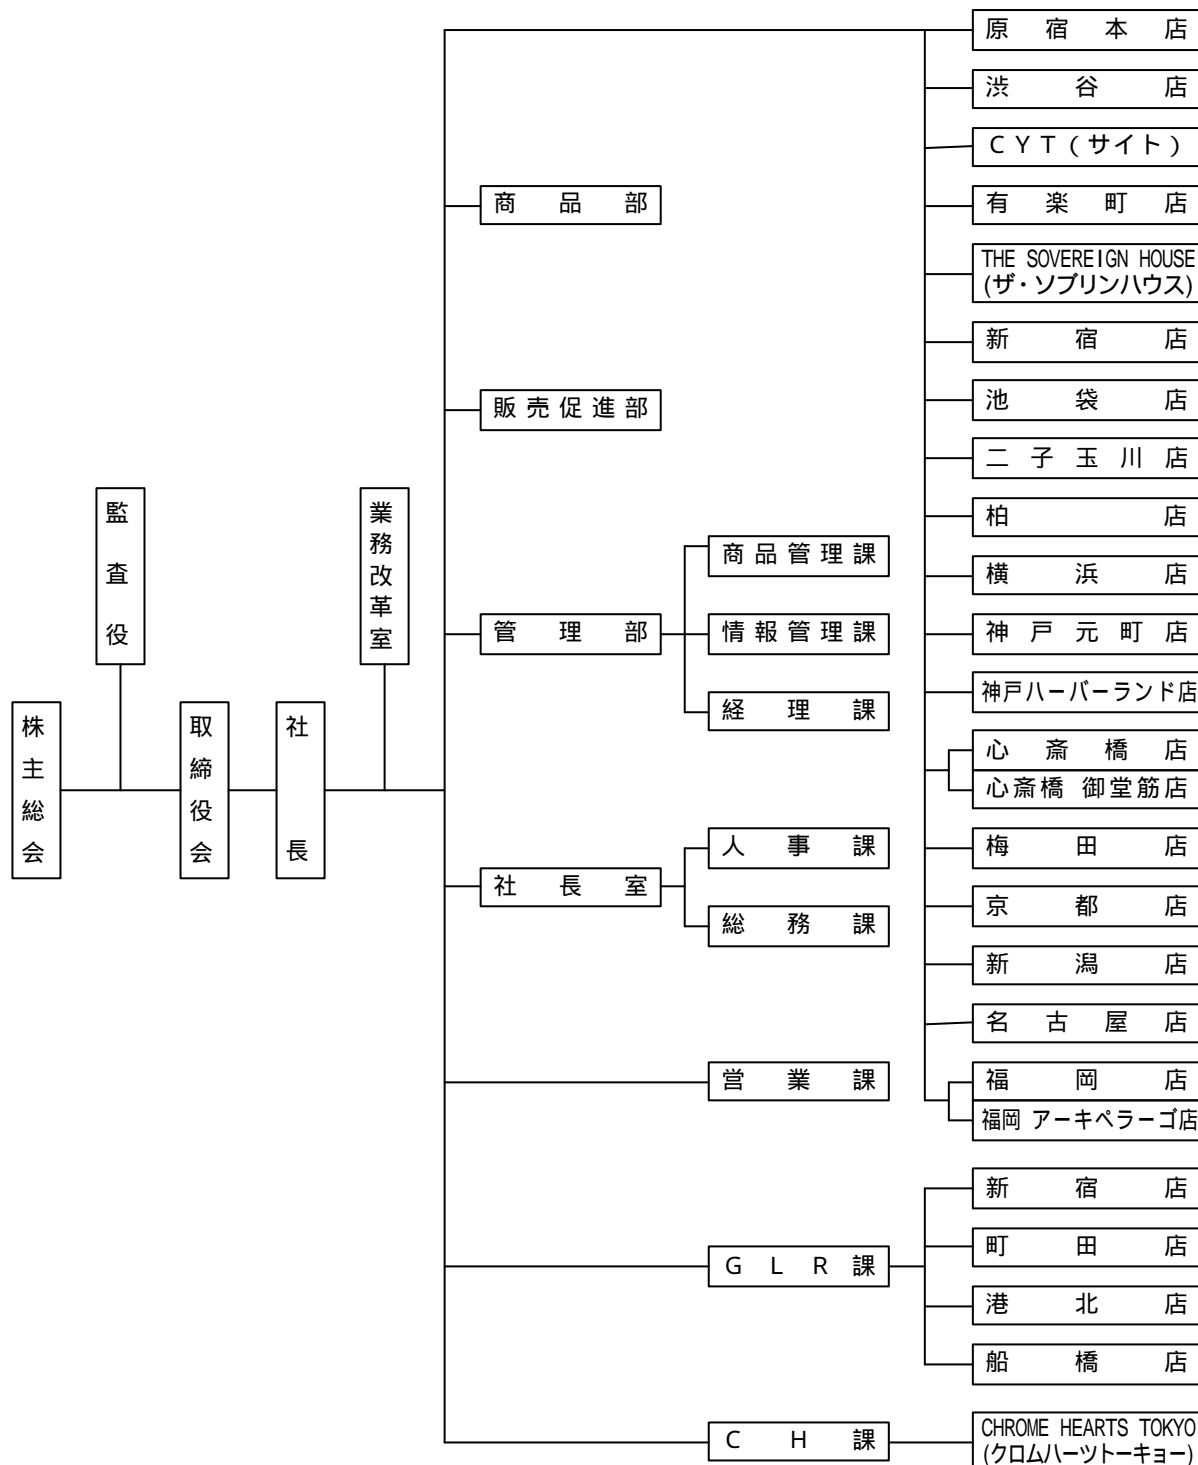 株主総会
監査役
取締役会
社長
業務改革室
商品部
販売促進部
管理部
商品管理課
情報管理課
経理課
社長室
人事課
総務課
営業課
GLR課
CH課
原宿本店
渋谷店
CYT(サイト)
有楽町店
THE SOVEREIGN HOUSE
(ザ・ソブリンハウス)
新宿店
池袋店
二子玉川店
柏店
横浜店
神戸元町店
神戸ハーバーランド店
心斎橋店
心斎橋 御堂筋店
梅田店
京都店
新潟店
名古屋店
福岡店
福岡 アーキペラーゴ店
新宿店
町田店
港北店
船橋店
CHROME HEARTS TOKYO
(クロムハーツトーキョー)